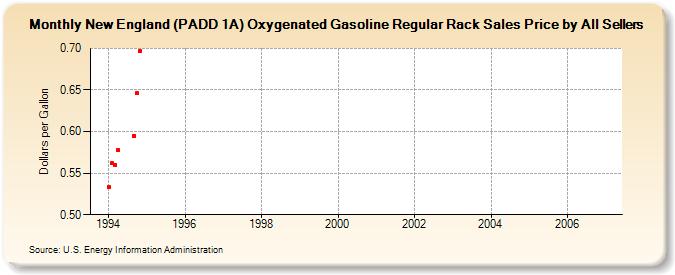 Monthly New England (PADD 1A) Oxygenated Gasoline Regular Rack Sales Price by All Sellers
Dollars per Gallon
0.70
0.65
0.60
0.55
0.50
1994 1996 1998 2000 2002 2004 2006
Source: U.S. Energy Information Administration